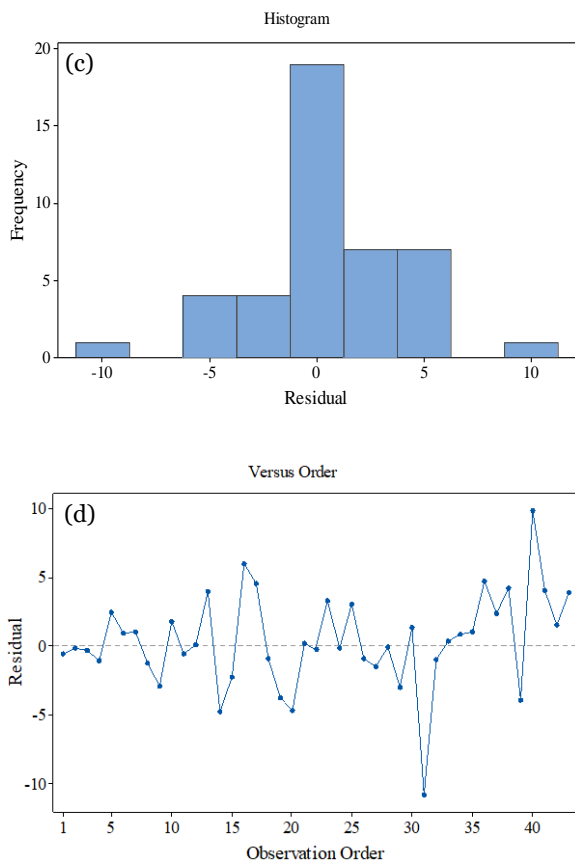 Histogram
(c)
20
15
10
5
0
Frequency
-10 -5 0 5 10
Residual
Versus Order
(d)
10
5
0
-5
-10
Residual
1 5 10 15 20 25 30 35 40
Observation Order